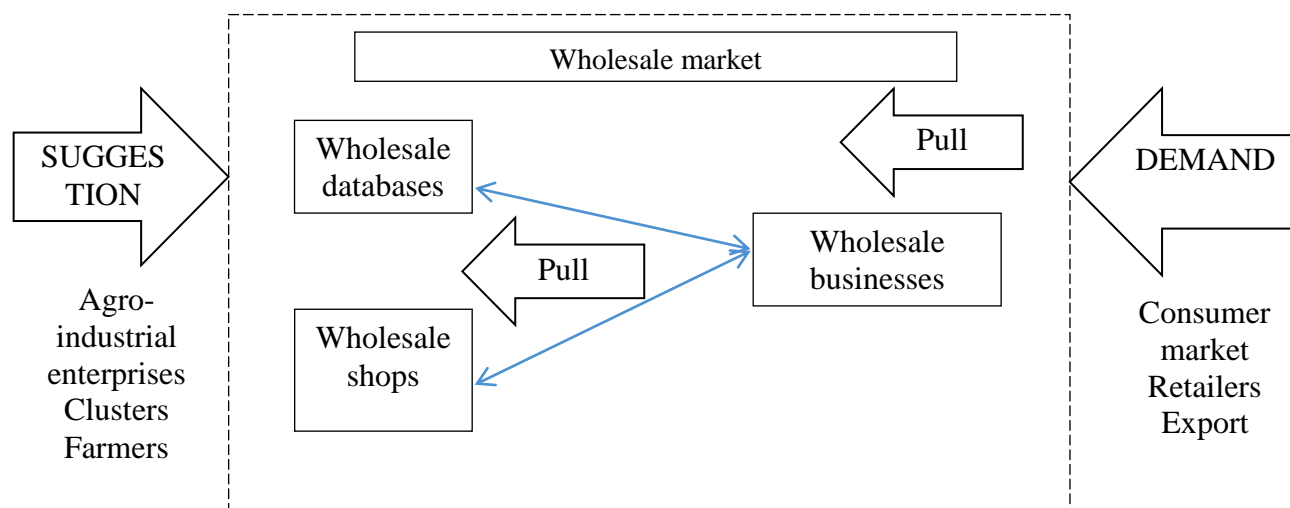 Wholesale market
SUGGES
TION
Wholesale
databases
Pull
DEMAND
Pull
Wholesale
businesses
Wholesale
shops
Agro-
industrial
enterprises
Clusters
Farmers
Consumer
market
Retailers
Export